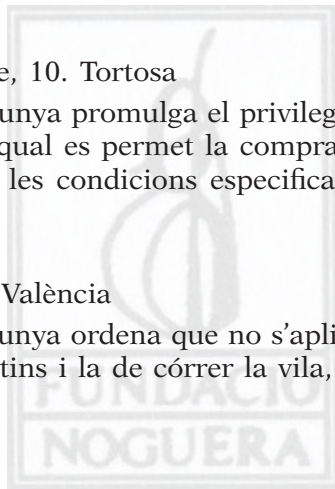 e, 10. Tortosa
unya promulga el privileg
qual es permet la compra
les condicions especifica
València
unya ordena que no s'apli
tins i la de córrer la vila,
FUNDACIÓ
NOGUERA